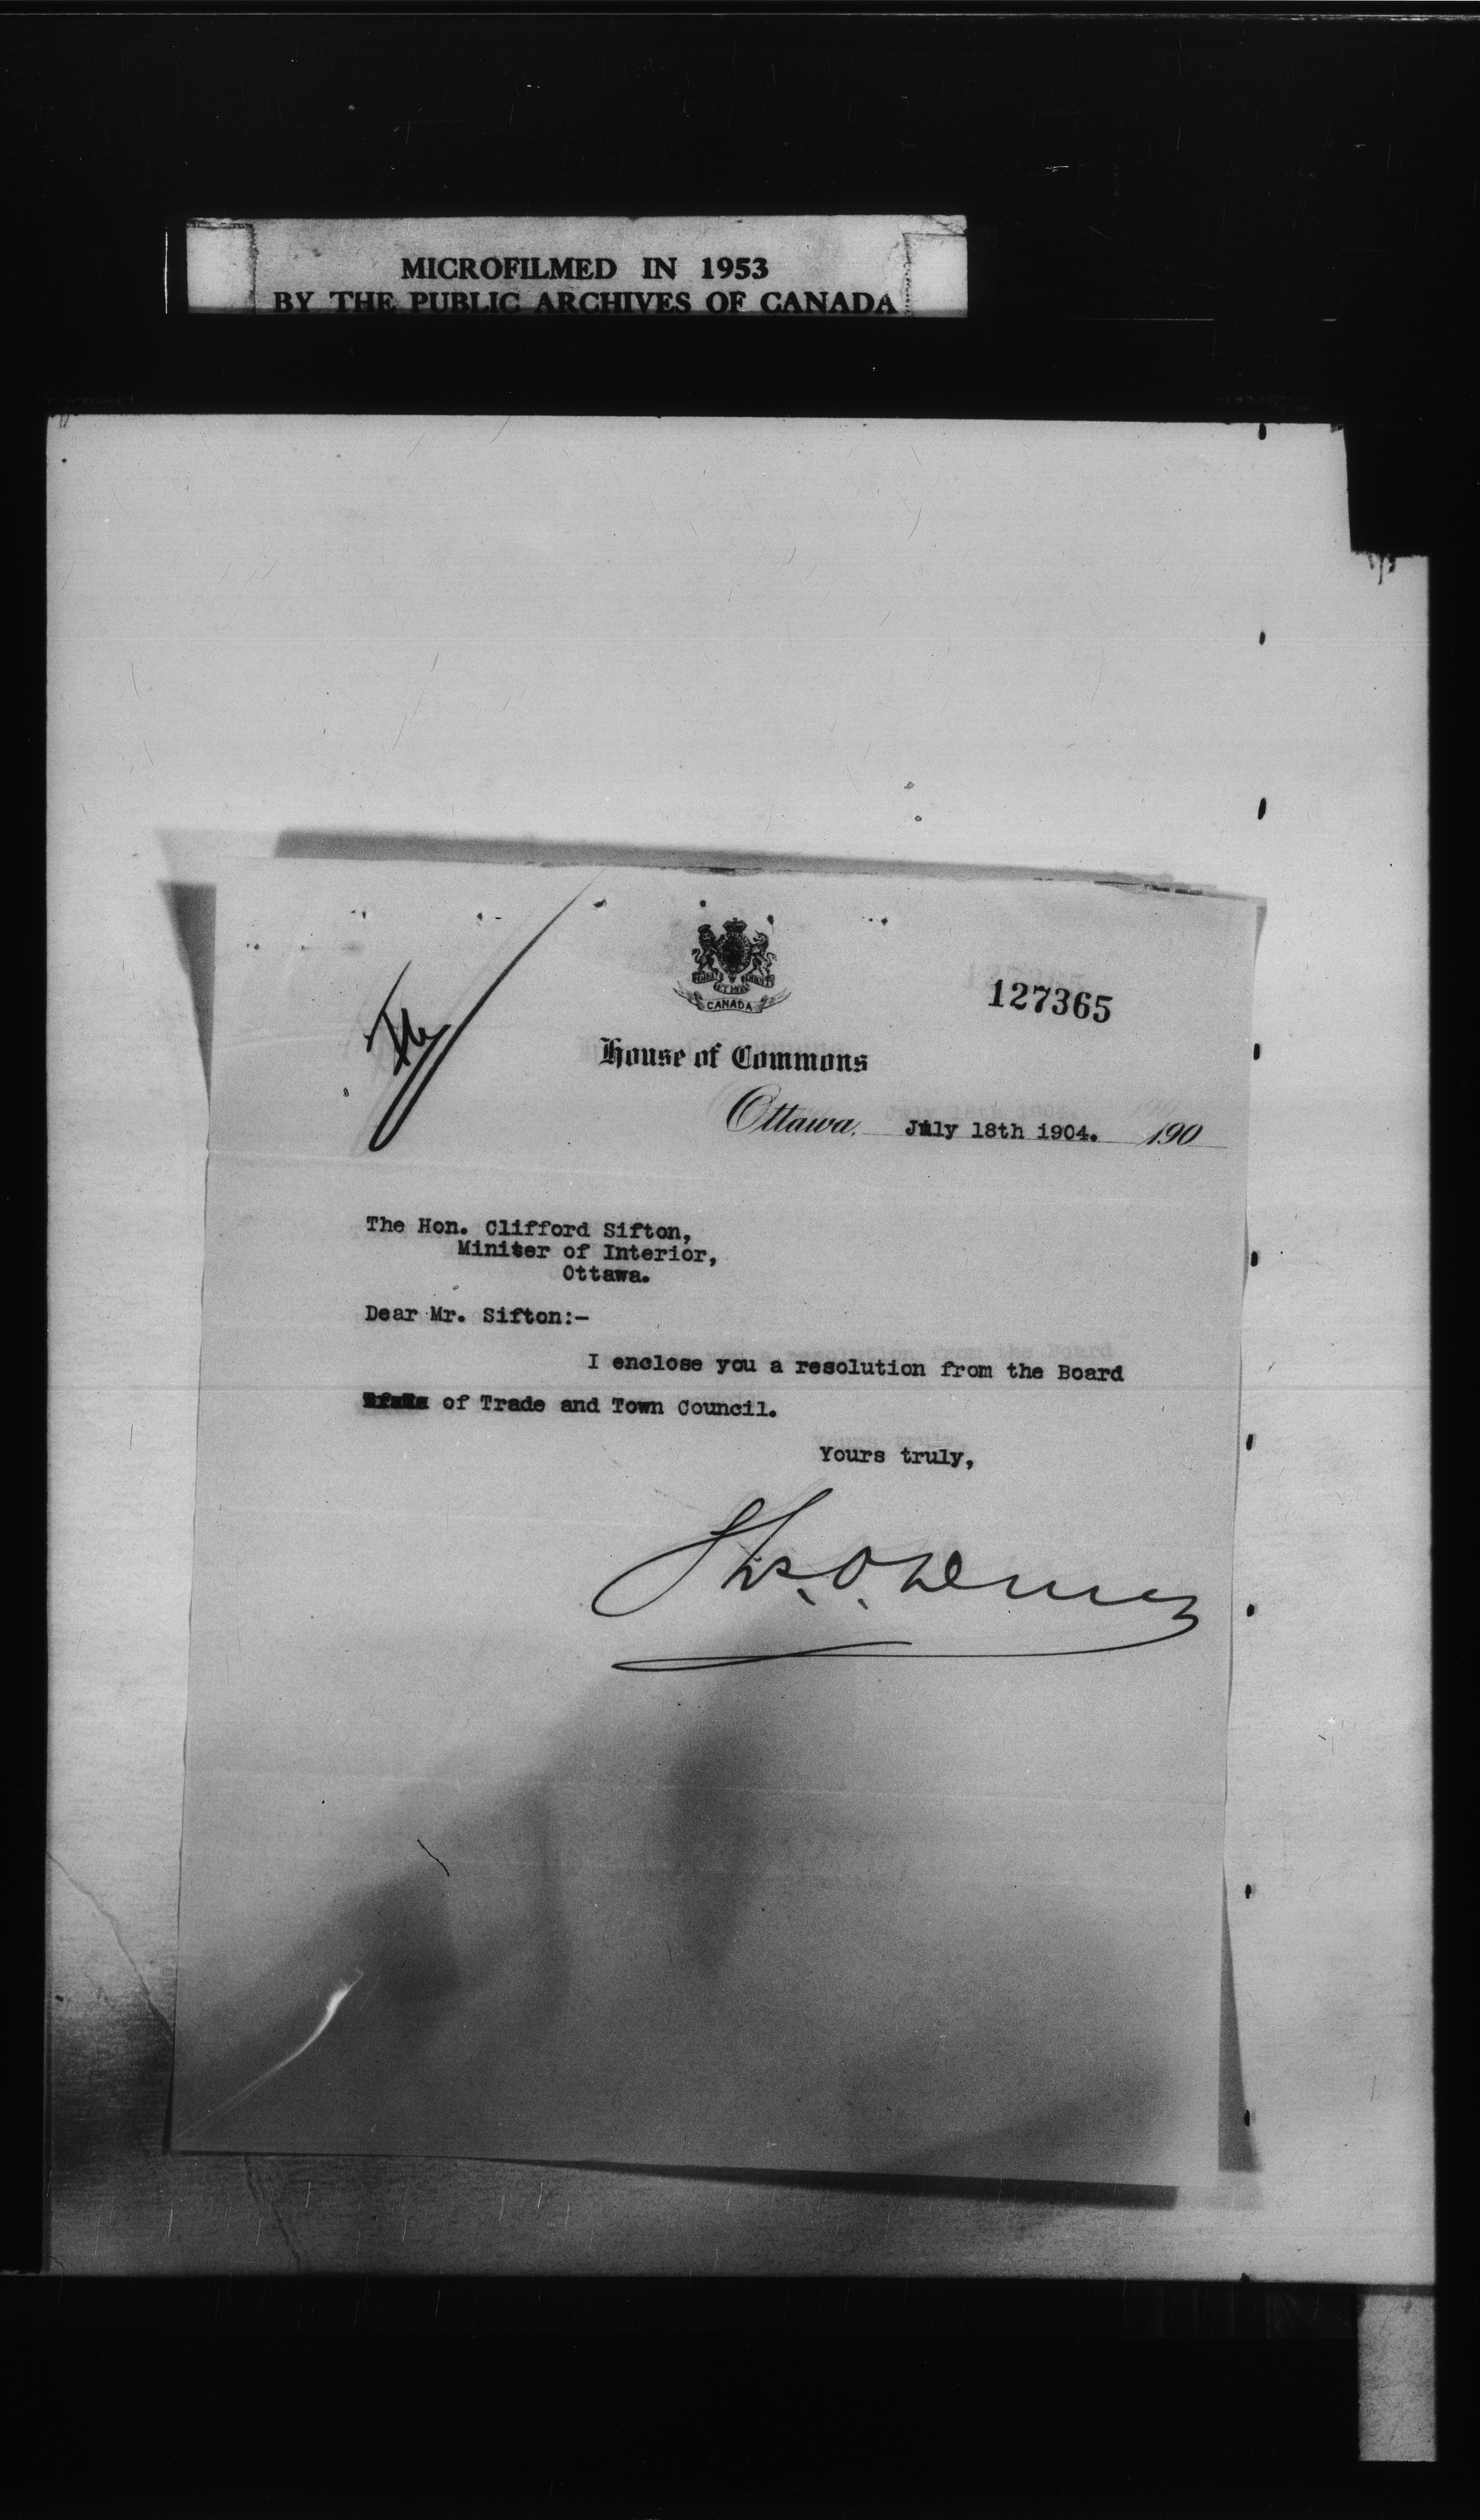 MICROFILMED IN 1953
BY THE PUBLIC ARCHIVES OF CANADA
CANADA
127365
House of Commons
Ottawa, July 18th 1904. 190
The Hon. Clifford Sifton,
Miniter of Interior,
Ottawa.
Dear Mr. Sifton:-
I enclose you a resolution from the Board
of Trade and Town Council.
Yours truly,